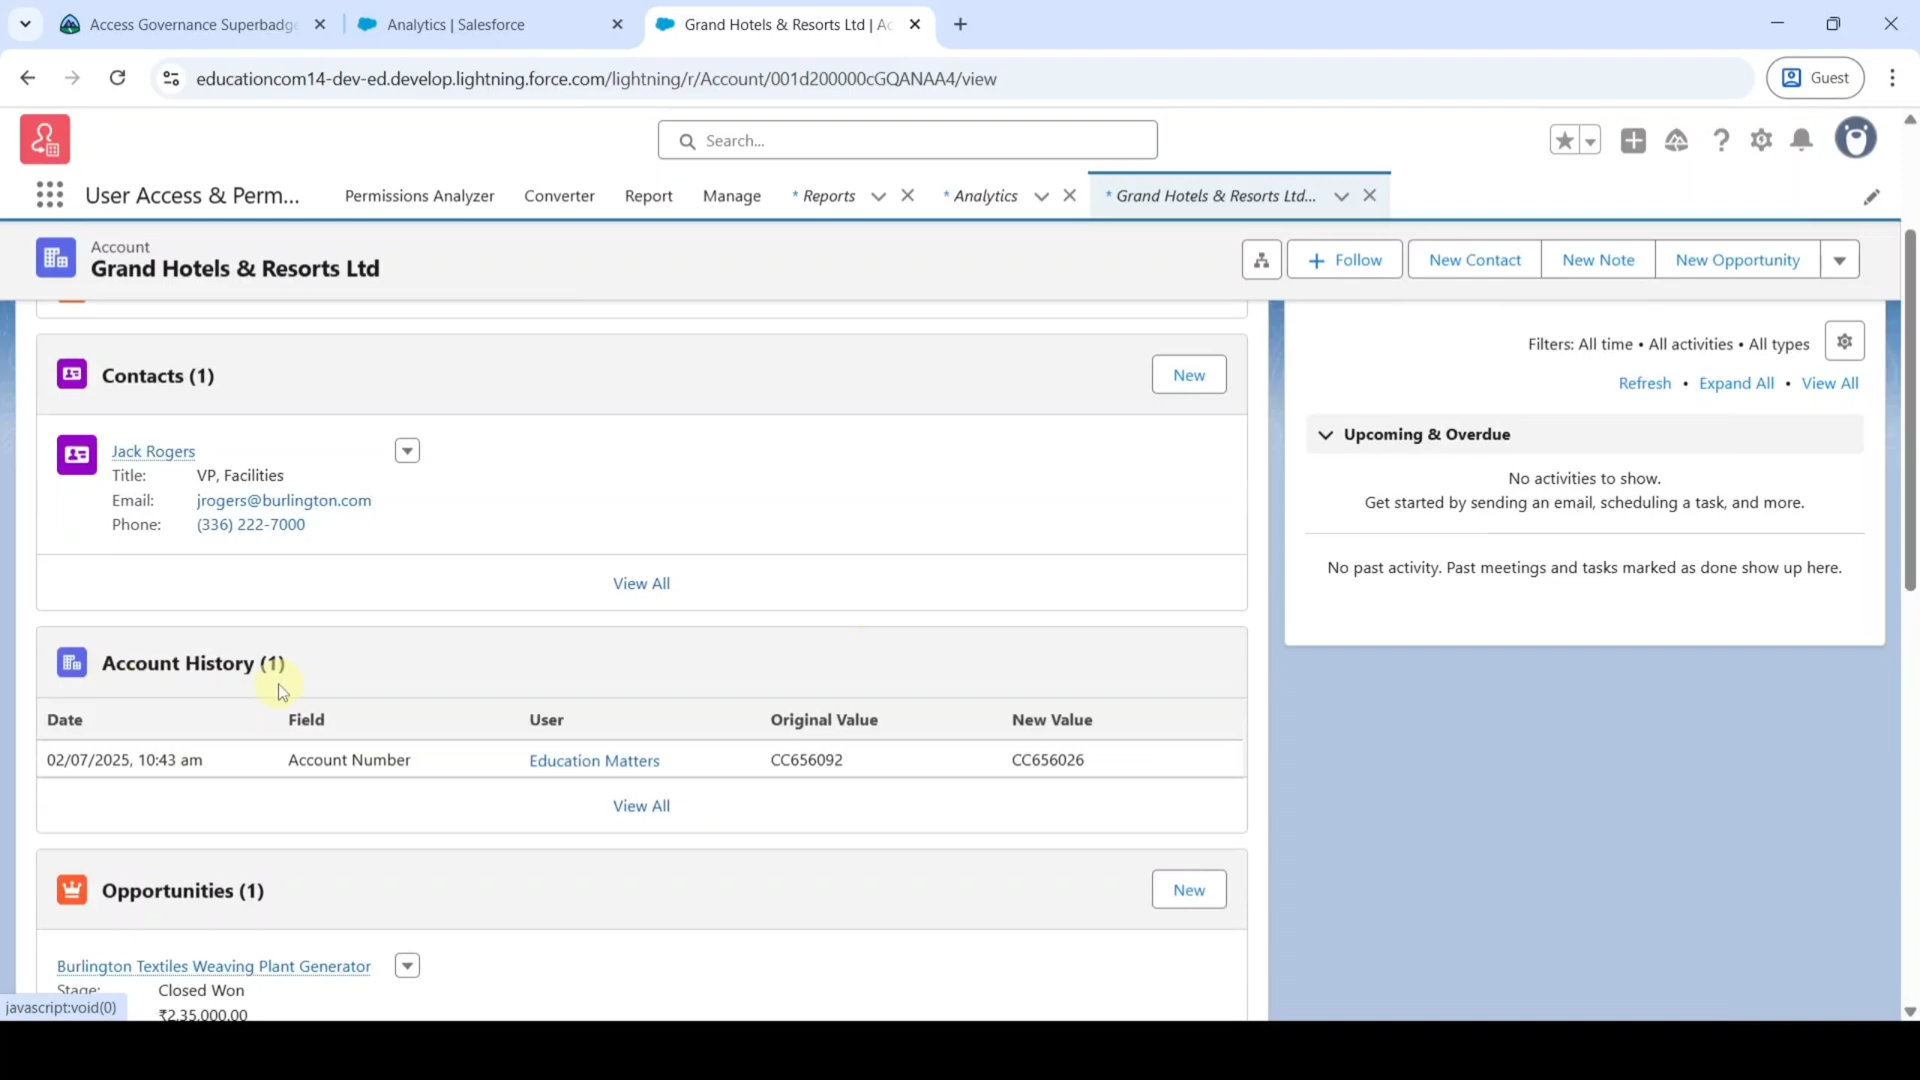 Access Governance Superbadge
Analytics | Salesforce
Grand Hotels & Resorts Ltd | Ac
educationcom14-dev-ed.develop.lightning.force.com/lightning/r/Account/001d200000cGQANAA4/view
Guest
Search...
User Access & Perm...
Permissions Analyzer
Converter
Report
Manage
* Reports
* Analytics
* Grand Hotels & Resorts Ltd...
Account
Grand Hotels & Resorts Ltd
Follow
New Contact
New Note
New Opportunity
Contacts (1)
New
Jack Rogers
Title: VP, Facilities
Email: jrogers@burlington.com
Phone: (336) 222-7000
View All
Filters: All time • All activities • All types
Refresh • Expand All • View All
Upcoming & Overdue
No activities to show.
Get started by sending an email, scheduling a task, and more.
No past activity. Past meetings and tasks marked as done show up here.
Account History (1)
Date Field User Original Value New Value
02/07/2025, 10:43 am Account Number Education Matters CC656092 CC656026
View All
Opportunities (1)
New
Burlington Textiles Weaving Plant Generator
Stage: Closed Won
₹2,35,000.00
javascript:void(0)